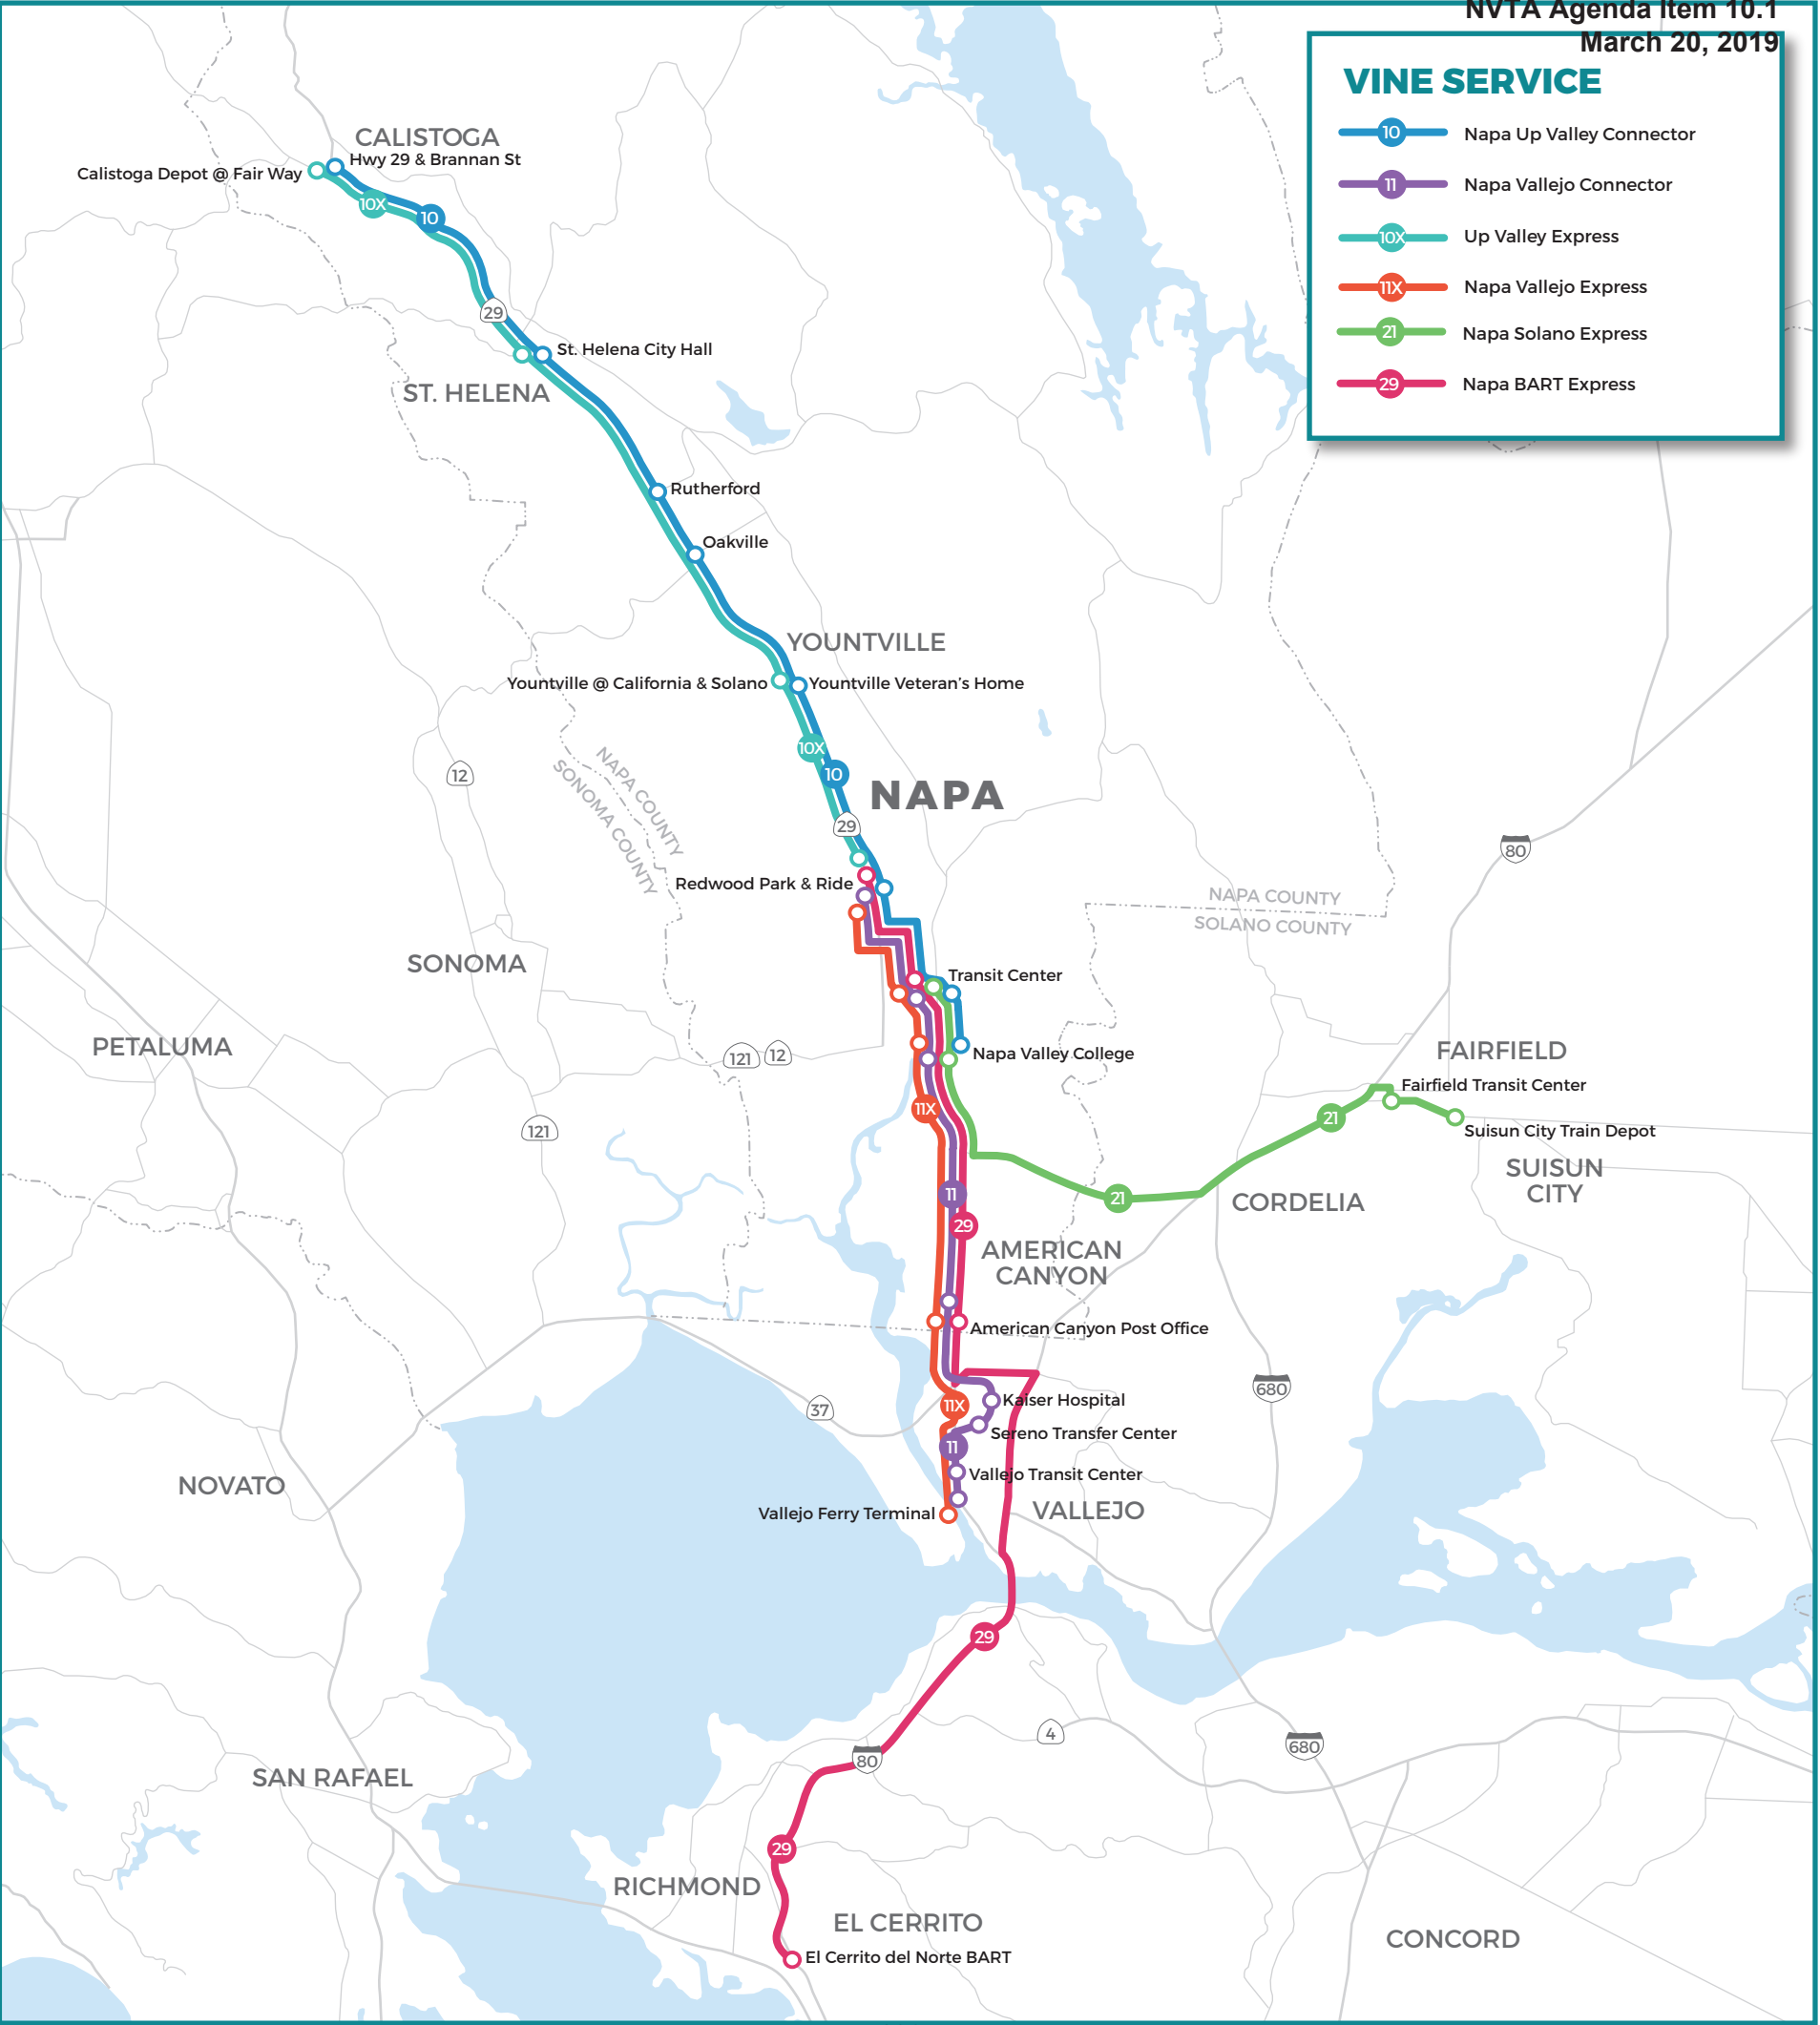 NVTA Agenda Item 10.1
March 20, 2019
VINE SERVICE
10 Napa Up Valley Connector
11 Napa Vallejo Connector
10X Up Valley Express
11X Napa Vallejo Express
21 Napa Solano Express
29 Napa BART Express
CALISTOGA
Hwy 29 & Brannan St
Calistoga Depot @ Fair Way
10X
10
29
St. Helena City Hall
ST. HELENA
Rutherford
Oakville
YOUNTVILLE
Yountville @ California & Solano
Yountville Veteran's Home
10X
10
12
NAPA COUNTY
SONOMA COUNTY
NAPA
29
80
Redwood Park & Ride
NAPA COUNTY
SOLANO COUNTY
SONOMA
Transit Center
PETALUMA
121
12
Napa Valley College
FAIRFIELD
Fairfield Transit Center
11X
21
121
Suisun City Train Depot
SUISUN
CITY
11
21
CORDELIA
29
AMERICAN
CANYON
American Canyon Post Office
680
37
11X
Kaiser Hospital
Sereno Transfer Center
11
Vallejo Transit Center
NOVATO
Vallejo Ferry Terminal
VALLEJO
29
4
680
80
SAN RAFAEL
29
RICHMOND
EL CERRITO
CONCORD
El Cerrito del Norte BART